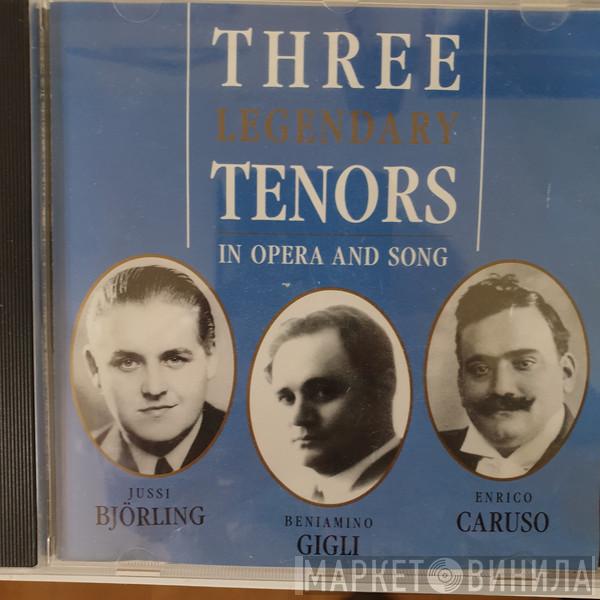 THREE
LEGENDARY
TENORS
IN OPERA AND SONG
JUSSI
BJÖRLING
BENIAMINO
GIGLI
ENRICO
CARUSO
МАРКЕТ ВИНИЛА